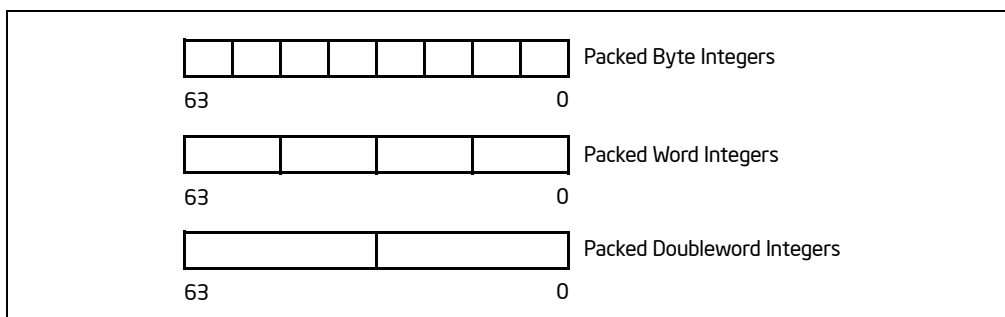 Packed Byte Integers
63 0
Packed Word Integers
63 0
Packed Doubleword Integers
63 0